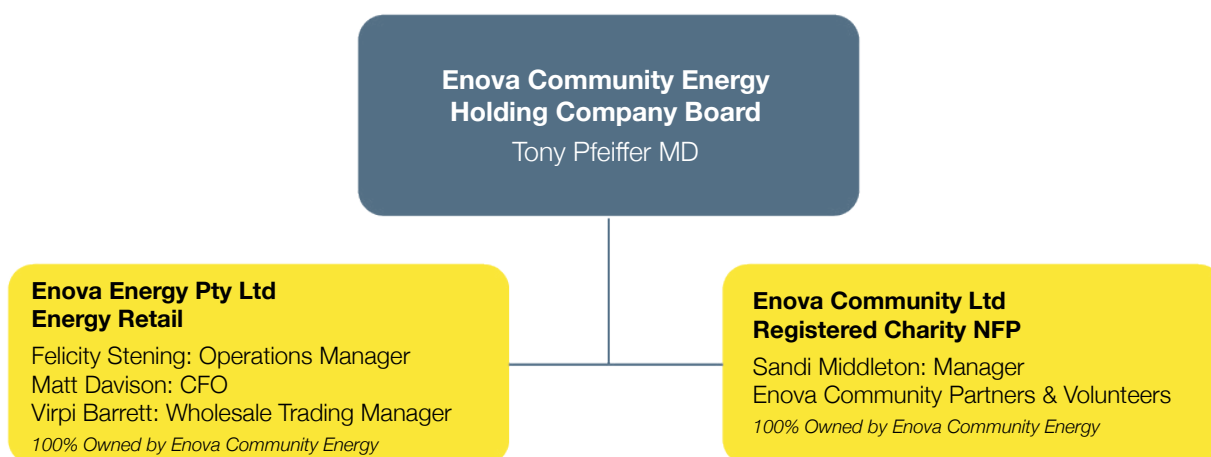 Enova Community Energy
Holding Company Board
Tony Pfeiffer MD
Enova Energy Pty Ltd
Energy Retail
Felicity Stening: Operations Manager
Matt Davison: CFO
Virpi Barrett: Wholesale Trading Manager
100% Owned by Enova Community Energy
Enova Community Ltd
Registered Charity NFP
Sandi Middleton: Manager
Enova Community Partners & Volunteers
100% Owned by Enova Community Energy